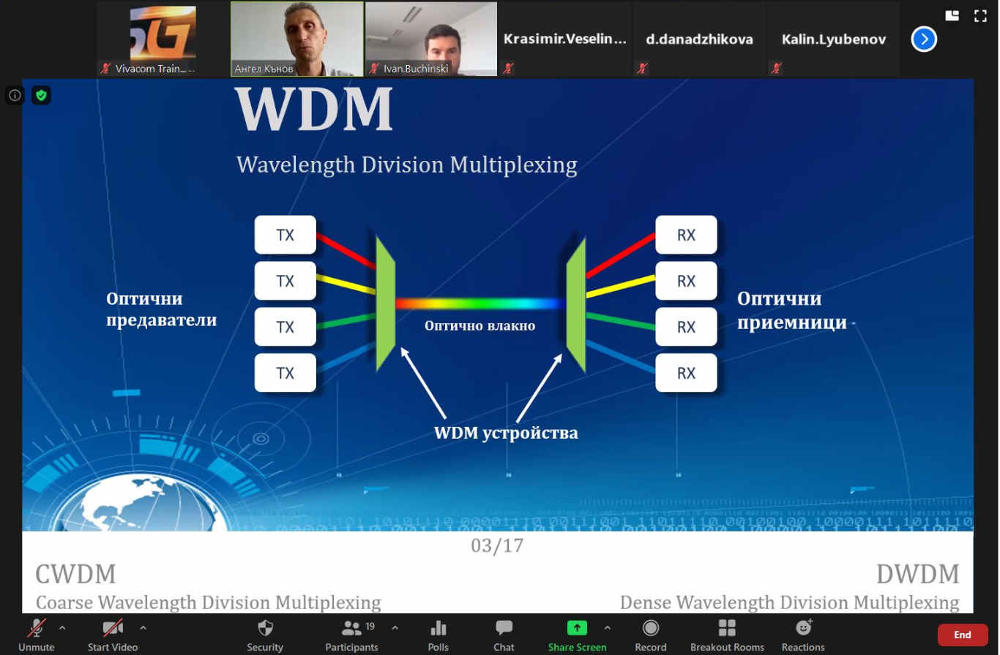 Vivacom Train...
Ангел Кънов
Ivan.Buchinski
Krasimir.Veselin...
d.danadzhikova
Kalin.Lyubenov
WDM
Wavelength Division Multiplexing
TX
RX
TX
RX
Оптични
предаватели
Оптично влакно
Оптични
приемници
TX
RX
TX
RX
WDM устройства
03/17
CWDM
DWDM
Coarse Wavelength Division Multiplexing
Dense Wavelength Division Multiplexing
Unmute
Start Video
Security
Participants
19
Polls
Chat
Share Screen
Record
Breakout Rooms
Reactions
End